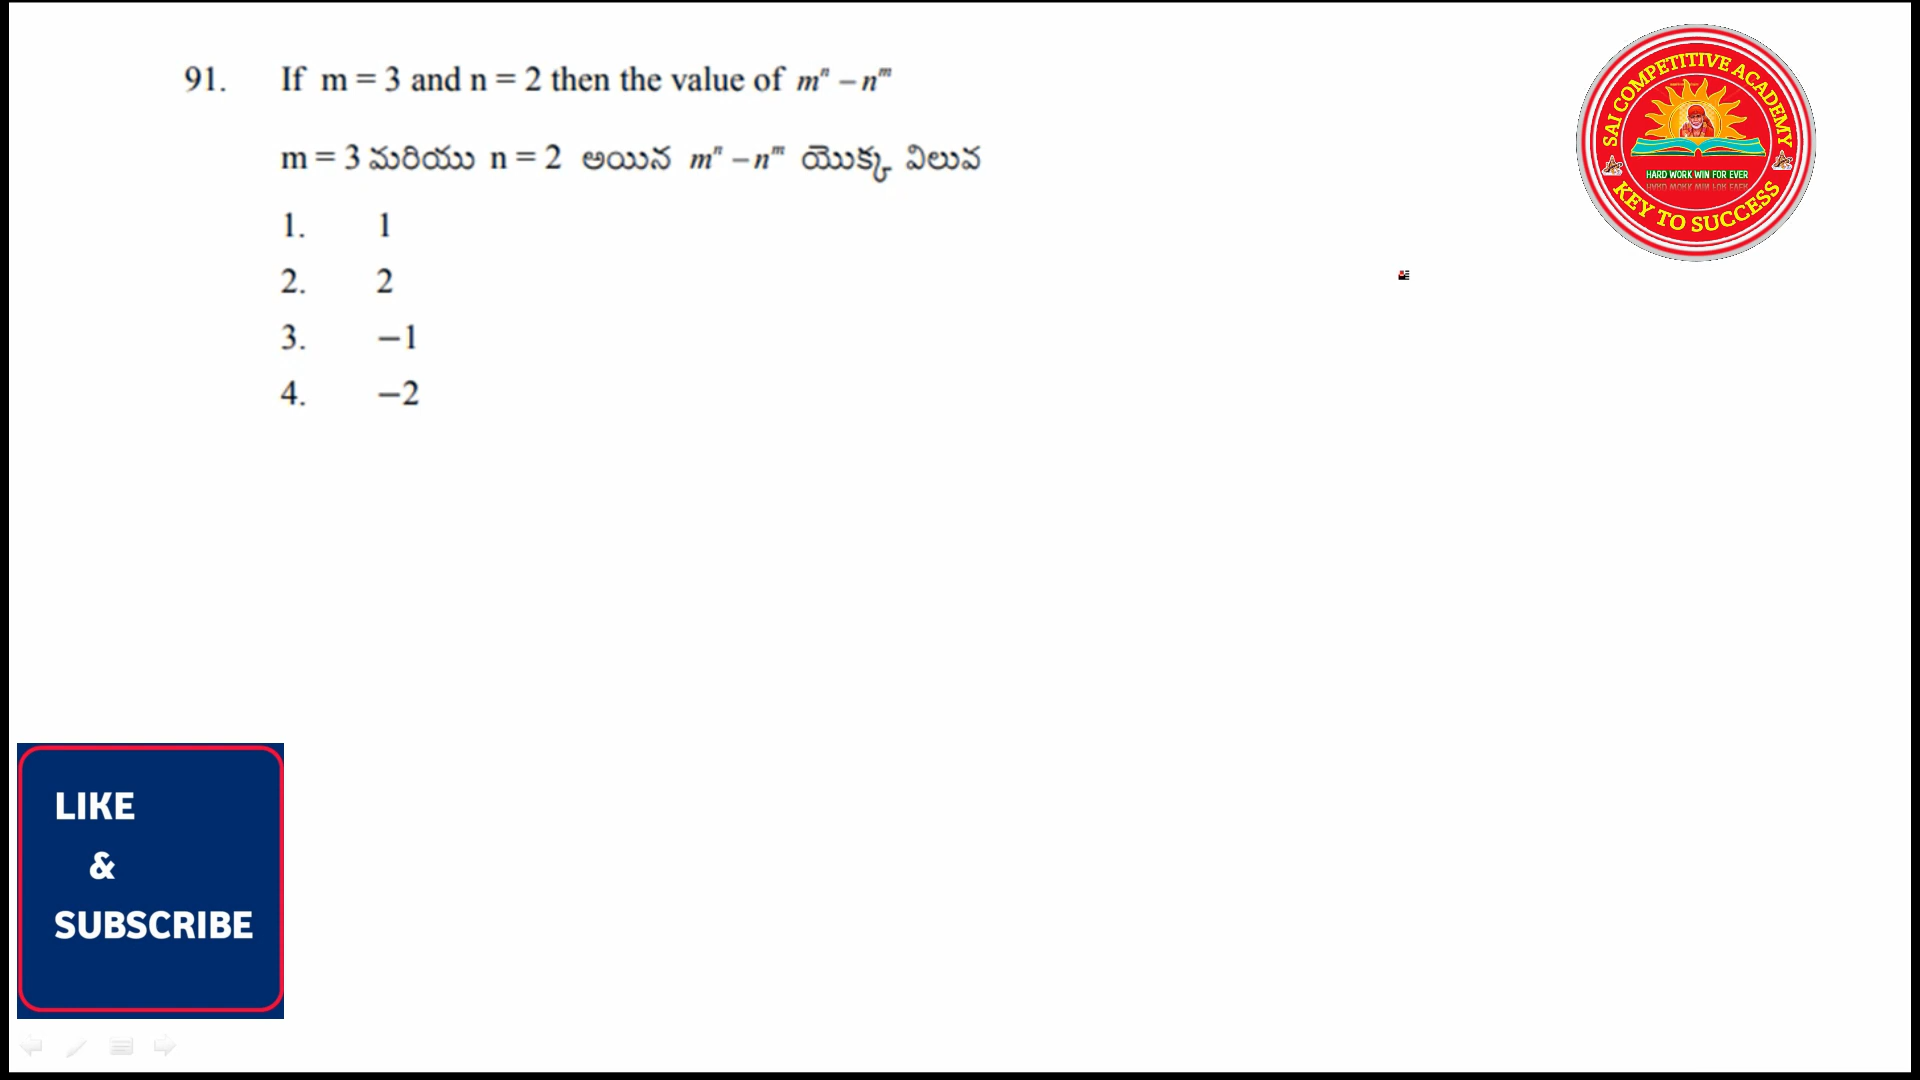 91. If m = 3 and n = 2 then the value of mⁿ − nᵐ
m = 3 మరియు n = 2 అయిన mⁿ − nᵐ యొక్క విలువ
1. 1
2. 2
3. −1
4. −2
SAI COMPETITIVE ACADEMY
HARD WORK WIN FOR EVER
KEY TO SUCCESS
LIKE
&
SUBSCRIBE